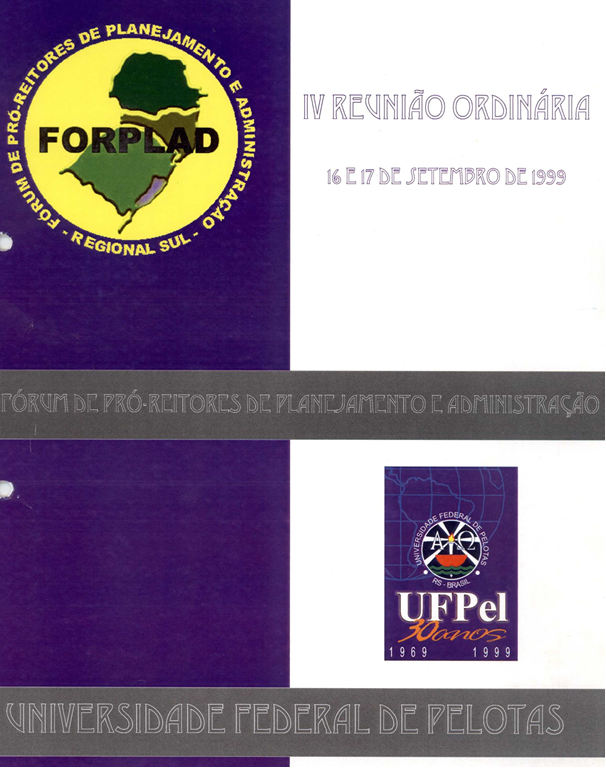 FÓRUM DE PRÓ-REITORES DE PLANEJAMENTO E ADMINISTRAÇÃO
FORPLAD
- REGIONAL SUL -
IV REUNIÃO ORDINÁRIA
16 E 17 DE SETEMBRO DE 1999
FÓRUM DE PRÓ-REITORES DE PLANEJAMENTO E ADMINISTRAÇÃO
UNIVERSIDADE FEDERAL DE PELOTAS
A Ω
RS - BRASIL
UFPel
30 anos
1969 1999
UNIVERSIDADE FEDERAL DE PELOTAS